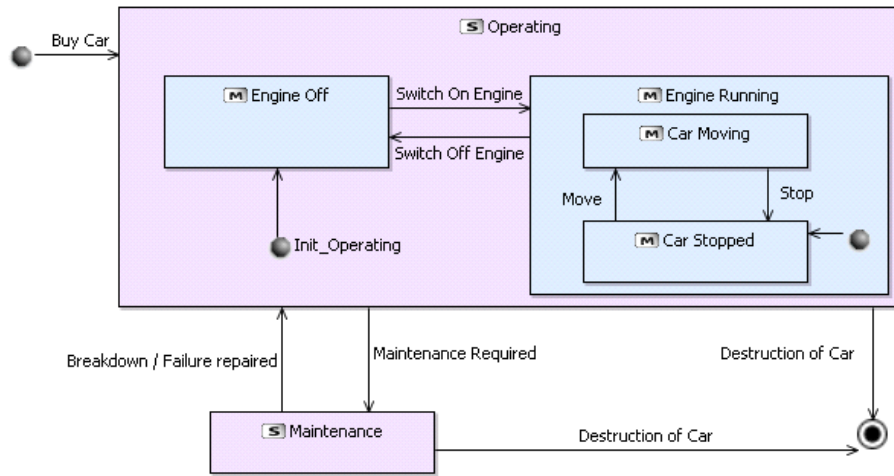 S Operating
Buy Car
M Engine Off
Switch On Engine
M Engine Running
M Car Moving
Switch Off Engine
Move
Stop
M Car Stopped
Init_Operating
Breakdown / Failure repaired
Maintenance Required
Destruction of Car
S Maintenance
Destruction of Car